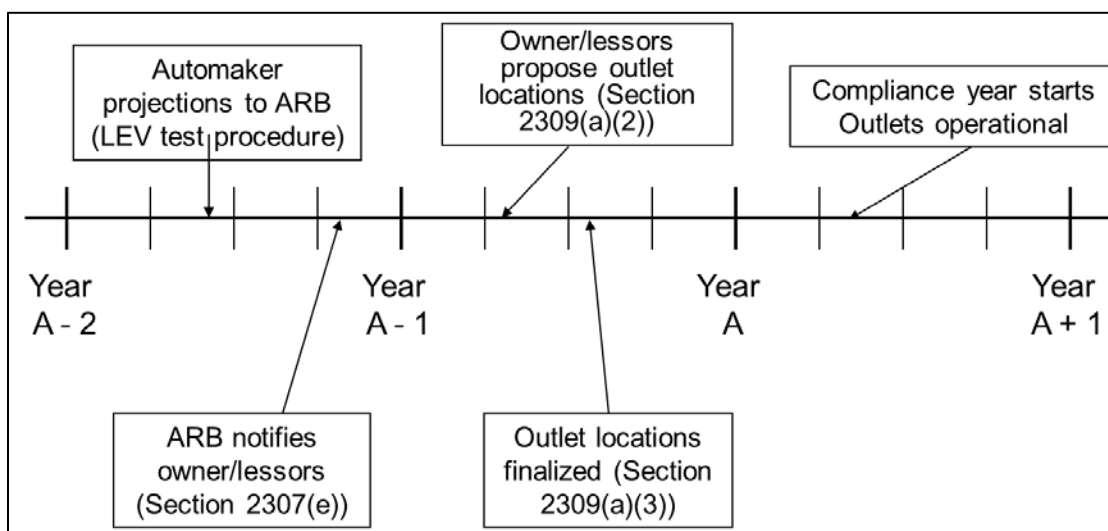 Automaker
projections to ARB
(LEV test procedure)
Owner/lessors
propose outlet
locations (Section
2309(a)(2))
Compliance year starts
Outlets operational
Year
A - 2
Year
A - 1
Year
A
Year
A + 1
ARB notifies
owner/lessors
(Section 2307(e))
Outlet locations
finalized (Section
2309(a)(3))